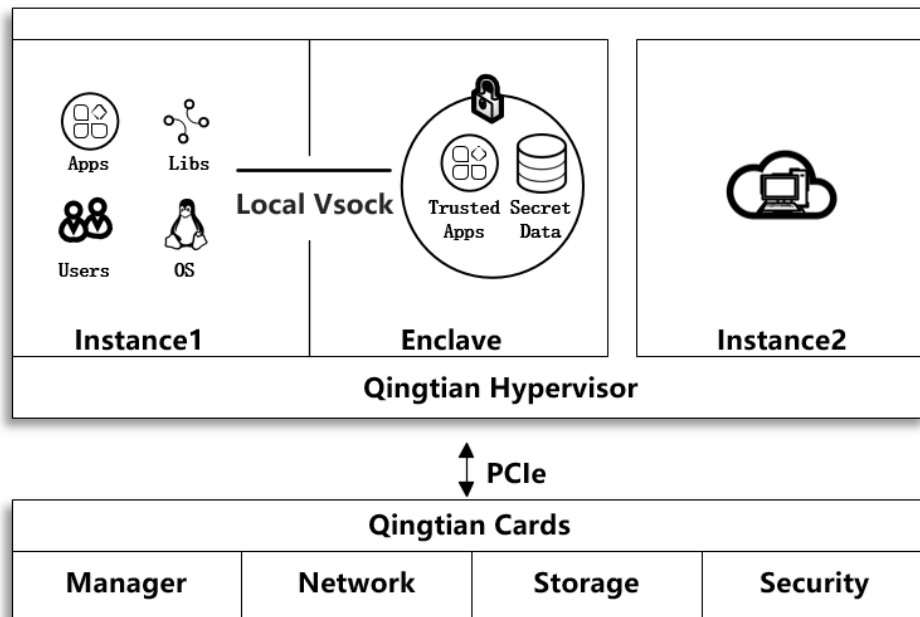 Apps
Libs
Local Vsock
Trusted
Apps
Secret
Data
Users
OS
Instance1
Enclave
Instance2
Qingtian Hypervisor
PCIe
Qingtian Cards
Manager
Network
Storage
Security